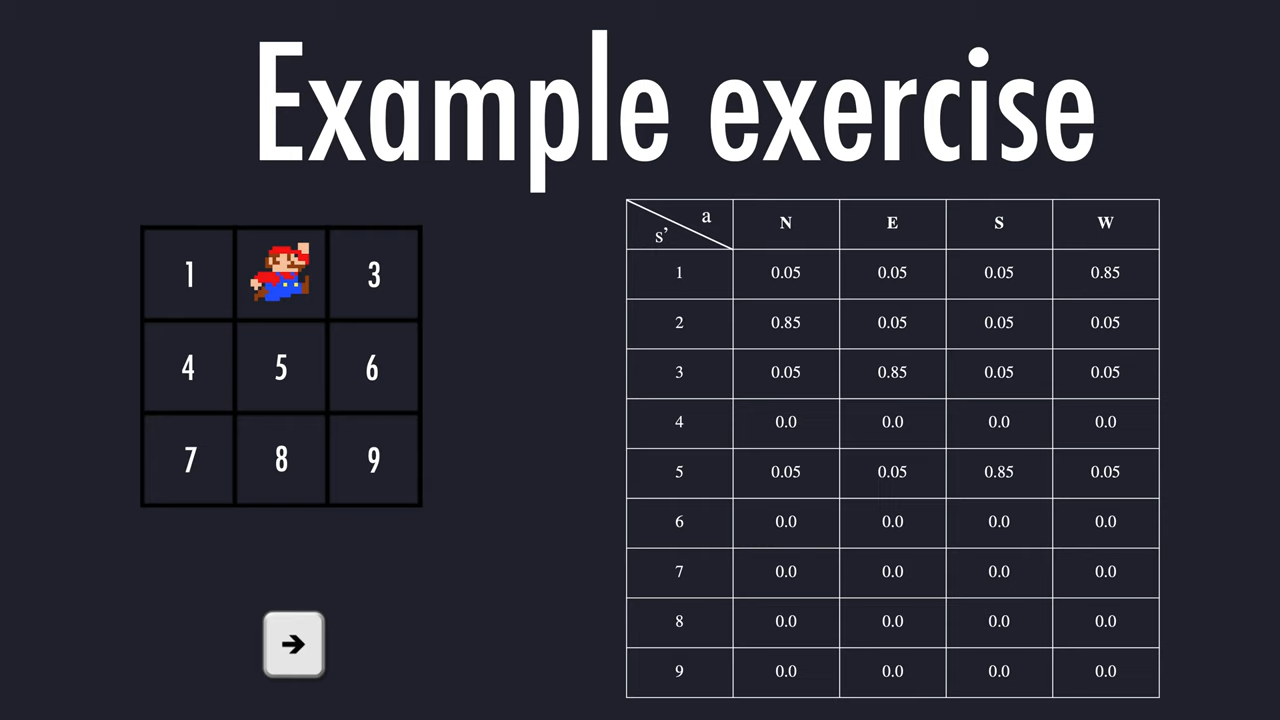 Example exercise
1 3
4 5 6
7 8 9
a
s’
N E S W
1 0.05 0.05 0.05 0.85
2 0.85 0.05 0.05 0.05
3 0.05 0.85 0.05 0.05
4 0.0 0.0 0.0 0.0
5 0.05 0.05 0.85 0.05
6 0.0 0.0 0.0 0.0
7 0.0 0.0 0.0 0.0
8 0.0 0.0 0.0 0.0
9 0.0 0.0 0.0 0.0